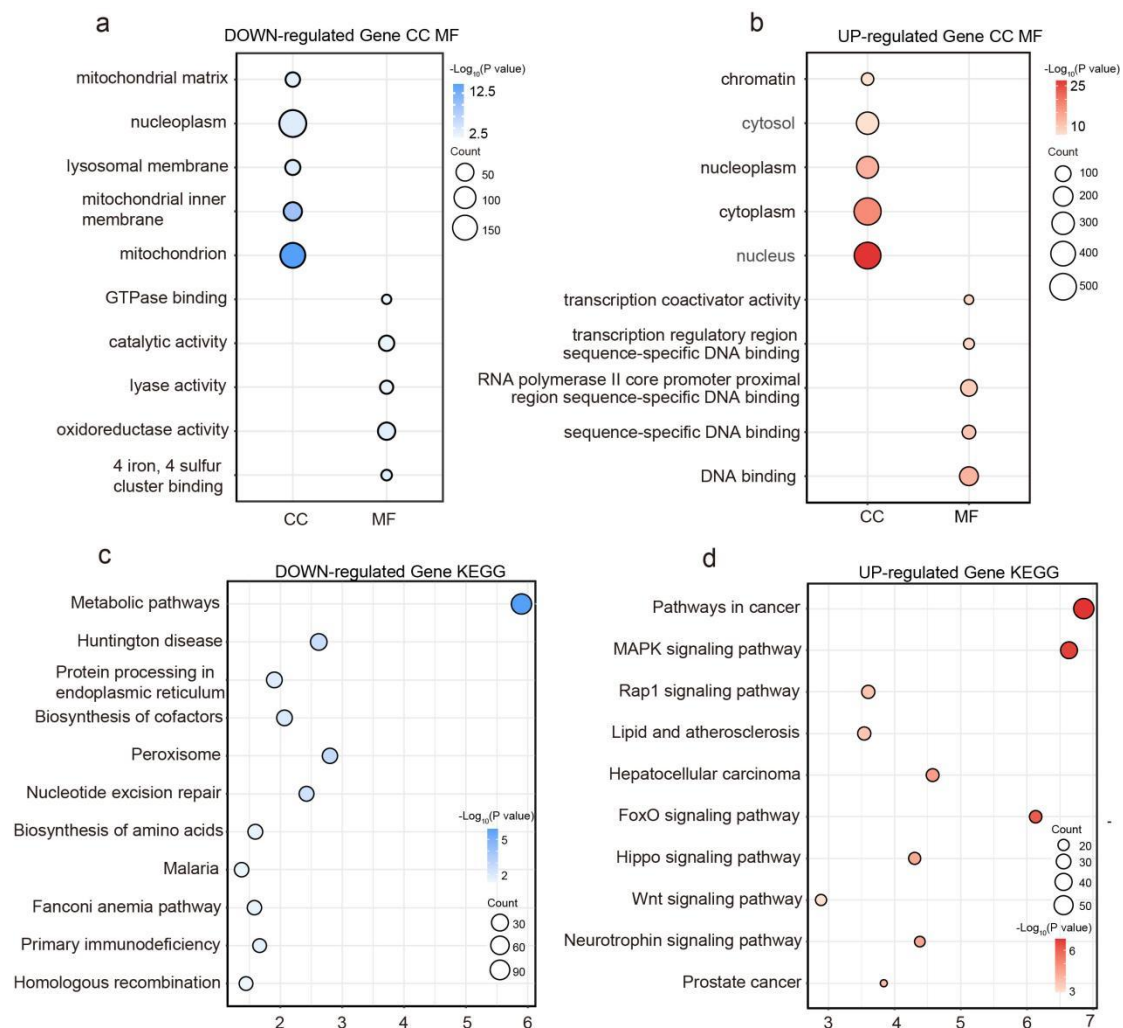 a
DOWN-regulated Gene CC MF
mitochondrial matrix
nucleoplasm
lysosomal membrane
mitochondrial inner
membrane
mitochondrion
GTPase binding
catalytic activity
lyase activity
oxidoreductase activity
4 iron, 4 sulfur
cluster binding
CC
MF
-Log₁₀(P value)
12.5
2.5
Count
50
100
150
b
UP-regulated Gene CC MF
chromatin
cytosol
nucleoplasm
cytoplasm
nucleus
transcription coactivator activity
transcription regulatory region
sequence-specific DNA binding
RNA polymerase II core promoter proximal
region sequence-specific DNA binding
sequence-specific DNA binding
DNA binding
CC
MF
-Log₁₀(P value)
25
10
Count
100
200
300
400
500
c
DOWN-regulated Gene KEGG
Metabolic pathways
Huntington disease
Protein processing in
endoplasmic reticulum
Biosynthesis of cofactors
Peroxisome
Nucleotide excision repair
Biosynthesis of amino acids
Malaria
Fanconi anemia pathway
Primary immunodeficiency
Homologous recombination
2
3
4
5
6
-Log₁₀(P value)
5
2
Count
30
60
90
d
UP-regulated Gene KEGG
Pathways in cancer
MAPK signaling pathway
Rap1 signaling pathway
Lipid and atherosclerosis
Hepatocellular carcinoma
FoxO signaling pathway
Hippo signaling pathway
Wnt signaling pathway
Neurotrophin signaling pathway
Prostate cancer
3
4
5
6
7
Count
20
30
40
50
-Log₁₀(P value)
6
3
-